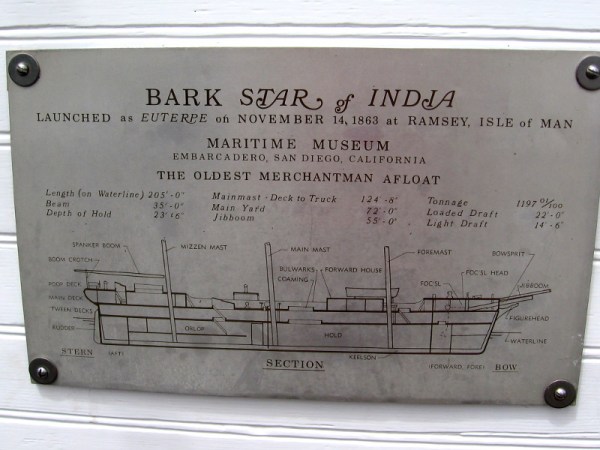 BARK STAR of INDIA
LAUNCHED as EUTERPE on NOVEMBER 14, 1863 at RAMSEY, ISLE of MAN
MARITIME MUSEUM
EMBARCADERO, SAN DIEGO, CALIFORNIA
THE OLDEST MERCHANTMAN AFLOAT
Length (on Waterline) 205'-0" Mainmast - Deck to Truck 124'-8" Tonnage 1197
Beam 35'-0" Main Yard 72'-0" Loaded Draft 22'-0"
Depth of Hold Jibboom 55'-0" Light Draft 14'-6"
SPANKER BOOM MIZZEN MAST MAIN MAST FOREMAST BOWSPRIT
BOOM CROTCH BULWARKS FORWARD HOUSE FOC'SL HEAD
POOP DECK COAMING FOC'SL JIBBOOM
MAIN DECK
'TWEEN DECKS FIGUREHEAD
RUDDER ORLOP HOLD WATERLINE
STERN (AFT) KEELSON (FORWARD, FORE) BOW
SECTION